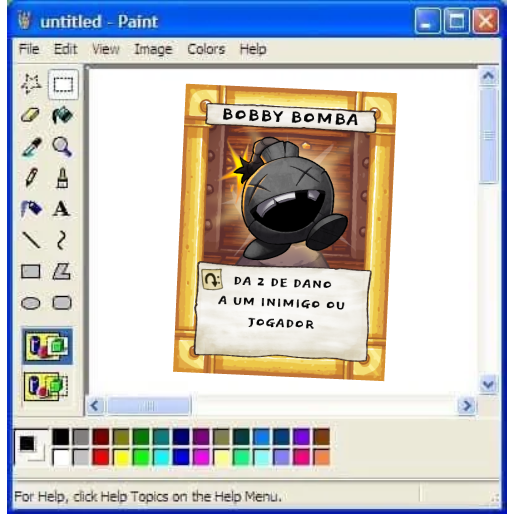 untitled - Paint
File Edit View Image Colors Help
BOBBY BOMBA
DA 2 DE DANO
A UM INIMIGO OU
JOGADOR
A
For Help, click Help Topics on the Help Menu.